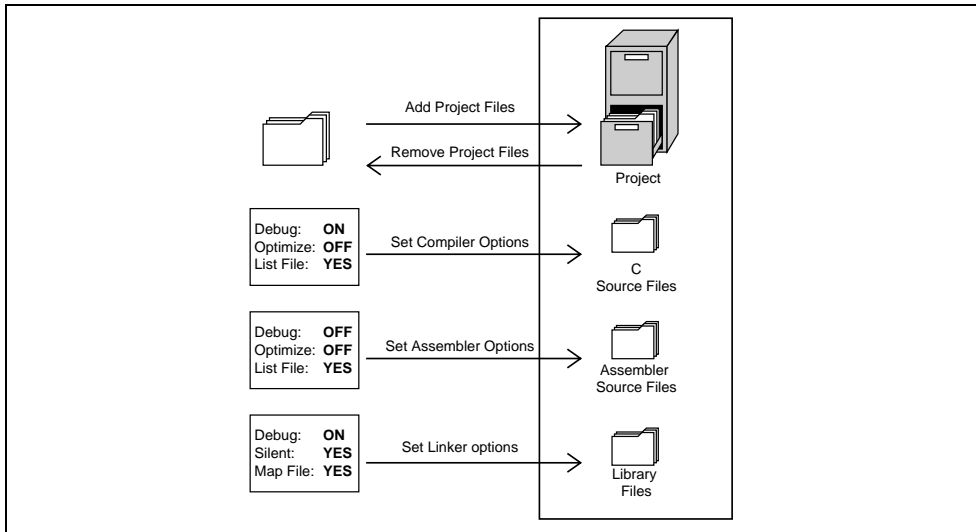 Add Project Files
Remove Project Files
Project
Debug: ON
Optimize: OFF
List File: YES
Set Compiler Options
C
Source Files
Debug: OFF
Optimize: OFF
List File: YES
Set Assembler Options
Assembler
Source Files
Debug: ON
Silent: YES
Map File: YES
Set Linker options
Library
Files